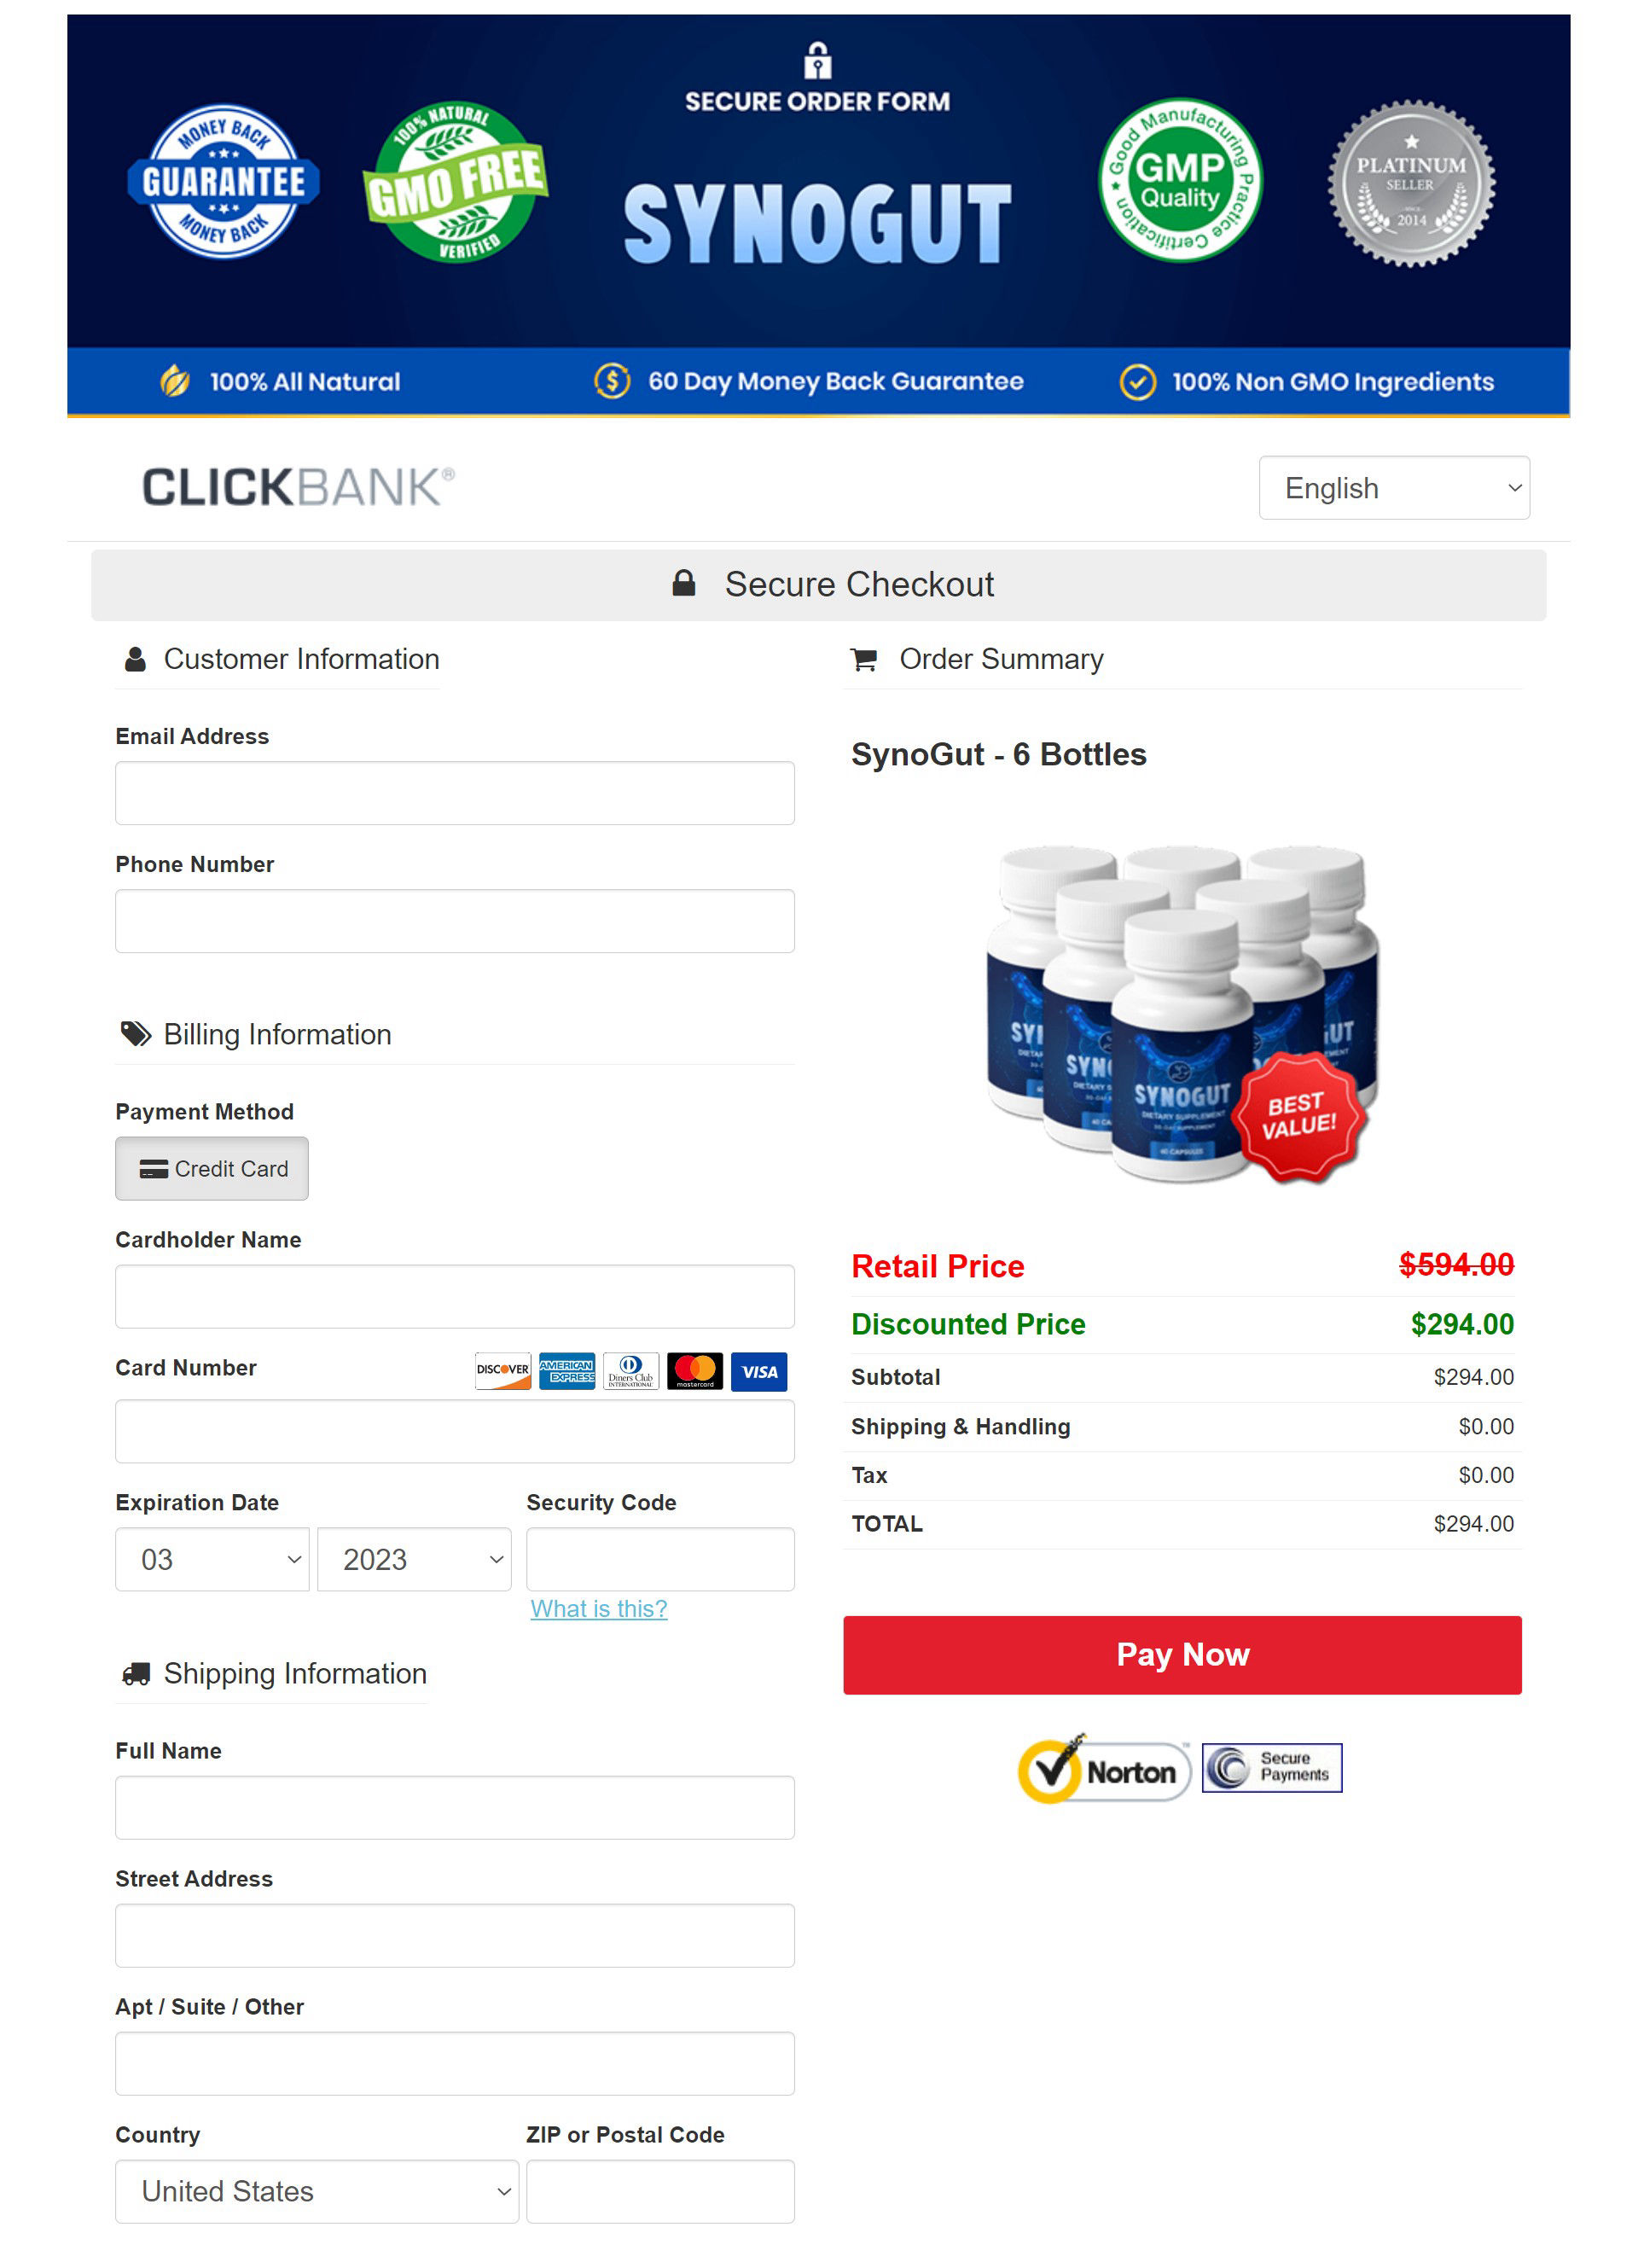 SECURE ORDER FORM
MONEY BACK
GUARANTEE
MONEY BACK
100% NATURAL
GMO FREE
VERIFIED
SYNOGUT
Good Manufacturing Practice Certification
GMP
Quality
PLATINUM
SELLER
SINCE
2014
100% All Natural
60 Day Money Back Guarantee
100% Non GMO Ingredients
CLICKBANK®
English
Secure Checkout
Customer Information
Email Address
Phone Number
Billing Information
Payment Method
Credit Card
Cardholder Name
Card Number
DISCOVER
AMERICAN
EXPRESS
Diners Club
INTERNATIONAL
mastercard
VISA
Expiration Date
Security Code
03
2023
What is this?
Shipping Information
Full Name
Street Address
Apt / Suite / Other
Country
ZIP or Postal Code
United States
Order Summary
SynoGut - 6 Bottles
SYNOGUT
DIETARY SUPPLEMENT
30-DAY SUPPLEMENT
60 CAPSULES
BEST
VALUE!
Retail Price $594.00
Discounted Price $294.00
Subtotal $294.00
Shipping & Handling $0.00
Tax $0.00
TOTAL $294.00
Pay Now
Norton
Secure
Payments